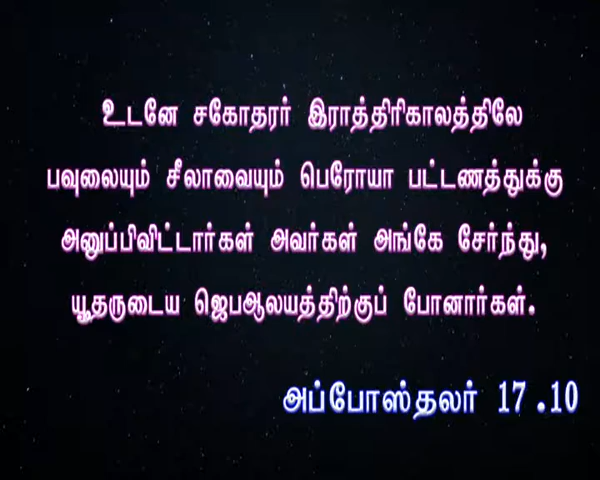 உடனே சகோதரர் இராத்திரிகாலத்திலே
பவுலையும் சீலாவையும் பெரோயா பட்டணத்துக்கு
அனுப்பிவிட்டார்கள் அவர்கள் அங்கே சேர்ந்து,
யூதருடைய ஜெபஆலயத்திற்குப் போனார்கள்.
அப்போஸ்தலர் 17 .10